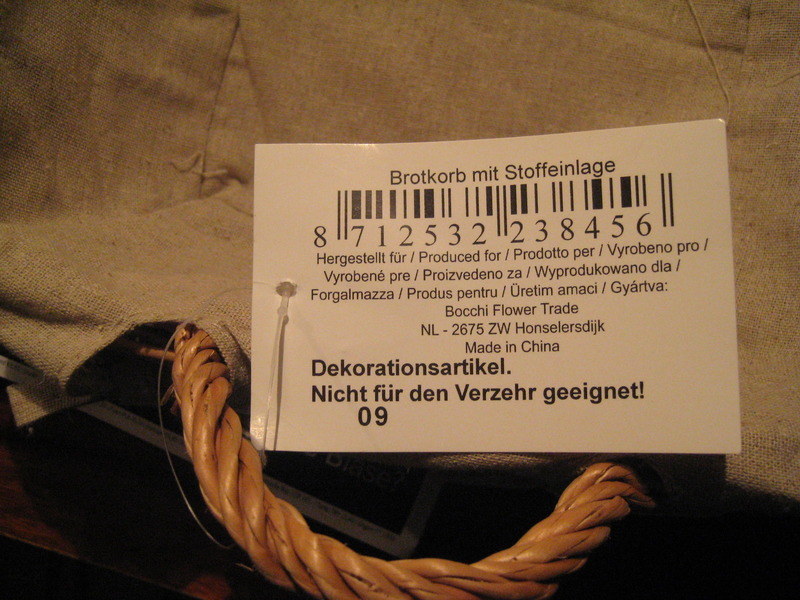 Brotkorb mit Stoffeinlage
8 712532 238456
Hergestellt für / Produced for / Prodotto per / Vyrobeno pro /
Vyrobené pre / Proizvedeno za / Wyprodukowano dla /
Forgalmazza / Produs pentru / Üretim amaci / Gyártva:
Bocchi Flower Trade
NL - 2675 ZW Honselersdijk
Made in China
Dekorationsartikel.
Nicht für den Verzehr geeignet!
09